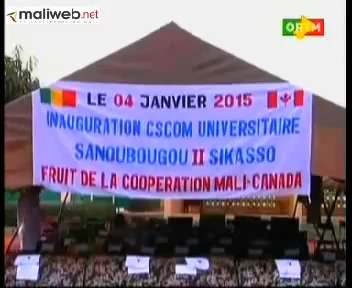 maliweb.net
ORTM
LE 04 JANVIER 2015
INAUGURATION CSCOM UNIVERSITAIRE
SANOUBOUGOU II SIKASSO
FRUIT DE LA COOPERATION MALI-CANADA